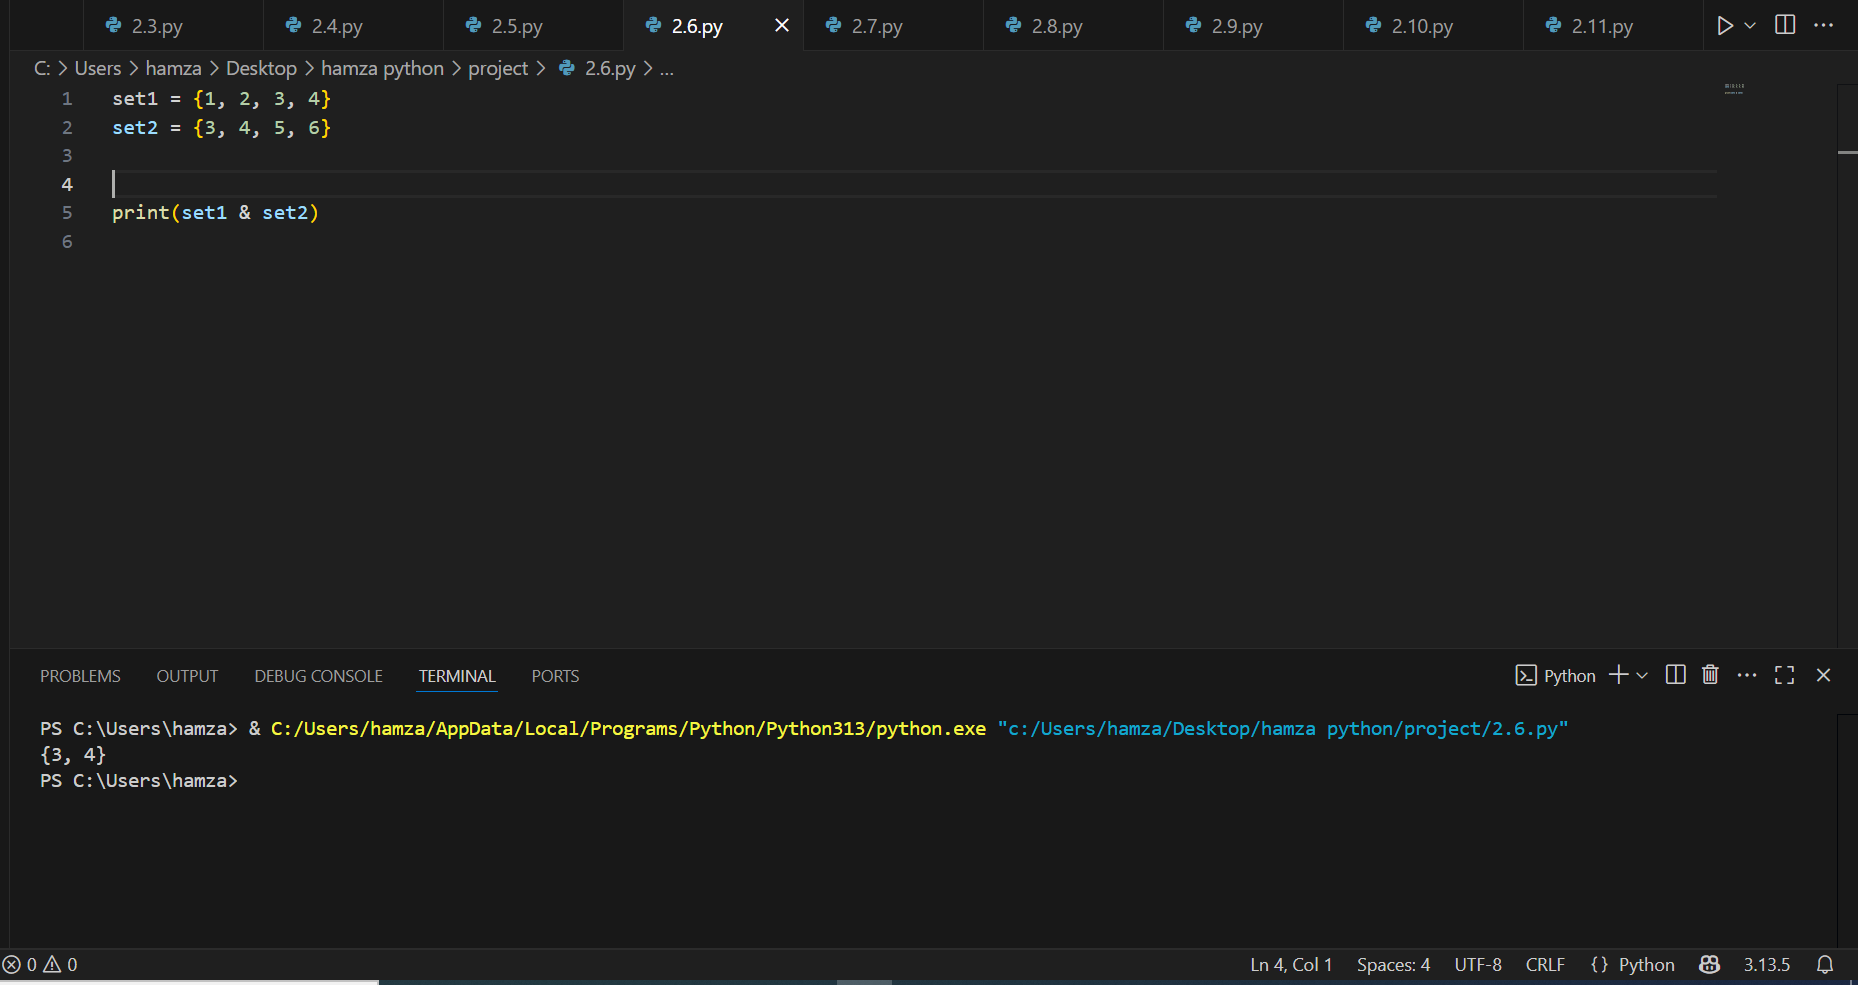 2.3.py 2.4.py 2.5.py 2.6.py 2.7.py 2.8.py 2.9.py 2.10.py 2.11.py
C: > Users > hamza > Desktop > hamza python > project > 2.6.py > ...
1 set1 = {1, 2, 3, 4}
2 set2 = {3, 4, 5, 6}
3
4
5 print(set1 & set2)
6
PROBLEMS OUTPUT DEBUG CONSOLE TERMINAL PORTS Python
PS C:\Users\hamza> & C:/Users/hamza/AppData/Local/Programs/Python/Python313/python.exe "c:/Users/hamza/Desktop/hamza python/project/2.6.py"
{3, 4}
PS C:\Users\hamza>
0 0 Ln 4, Col 1 Spaces: 4 UTF-8 CRLF {} Python 3.13.5